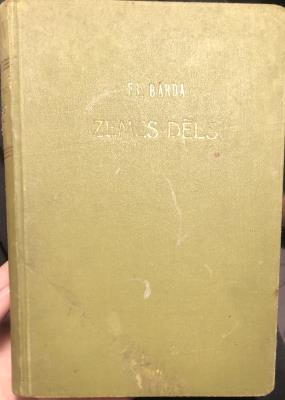 FR. BĀRDA
ZEMES DĒLS